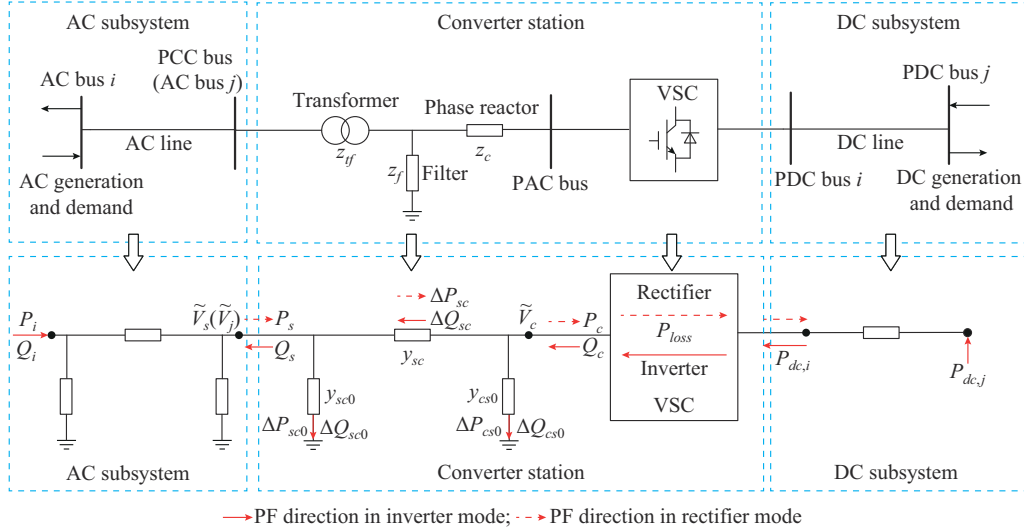 AC subsystem
Converter station
DC subsystem
PCC bus
(AC bus j)
AC bus i
PDC bus j
Transformer
Phase reactor
VSC
AC line
DC line
z_tf
z_c
z_f
Filter
PAC bus
PDC bus i
AC generation
and demand
DC generation
and demand
P_i
Q_i
Ṽ_s(Ṽ_j)
P_s
Q_s
ΔP_sc
ΔQ_sc
y_sc
Ṽ_c
P_c
Q_c
Rectifier
P_loss
Inverter
VSC
P_dc,i
P_dc,j
y_sc0
y_cs0
ΔP_sc0
ΔQ_sc0
ΔP_cs0
ΔQ_cs0
AC subsystem
Converter station
DC subsystem
PF direction in inverter mode; PF direction in rectifier mode